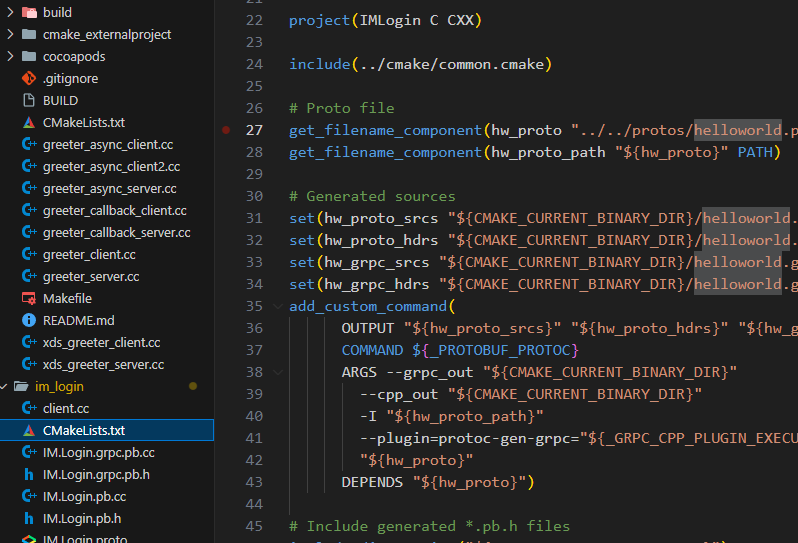 build
cmake_externalproject
cocoapods
.gitignore
BUILD
CMakeLists.txt
greeter_async_client.cc
greeter_async_client2.cc
greeter_async_server.cc
greeter_callback_client.cc
greeter_callback_server.cc
greeter_client.cc
greeter_server.cc
Makefile
README.md
xds_greeter_client.cc
xds_greeter_server.cc
im_login
client.cc
CMakeLists.txt
IM.Login.grpc.pb.cc
IM.Login.grpc.pb.h
IM.Login.pb.cc
IM.Login.pb.h
IM.Login.proto
21
22 project(IMLogin C CXX)
23
24 include(../cmake/common.cmake)
25
26 # Proto file
27 get_filename_component(hw_proto "../../protos/helloworld.p
28 get_filename_component(hw_proto_path "${hw_proto}" PATH)
29
30 # Generated sources
31 set(hw_proto_srcs "${CMAKE_CURRENT_BINARY_DIR}/helloworld.
32 set(hw_proto_hdrs "${CMAKE_CURRENT_BINARY_DIR}/helloworld.
33 set(hw_grpc_srcs "${CMAKE_CURRENT_BINARY_DIR}/helloworld.g
34 set(hw_grpc_hdrs "${CMAKE_CURRENT_BINARY_DIR}/helloworld.g
35 add_custom_command(
36 OUTPUT "${hw_proto_srcs}" "${hw_proto_hdrs}" "${hw_g
37 COMMAND ${_PROTOBUF_PROTOC}
38 ARGS --grpc_out "${CMAKE_CURRENT_BINARY_DIR}"
39 --cpp_out "${CMAKE_CURRENT_BINARY_DIR}"
40 -I "${hw_proto_path}"
41 --plugin=protoc-gen-grpc="${_GRPC_CPP_PLUGIN_EXECU
42 "${hw_proto}"
43 DEPENDS "${hw_proto}")
44
45 # Include generated *.pb.h files